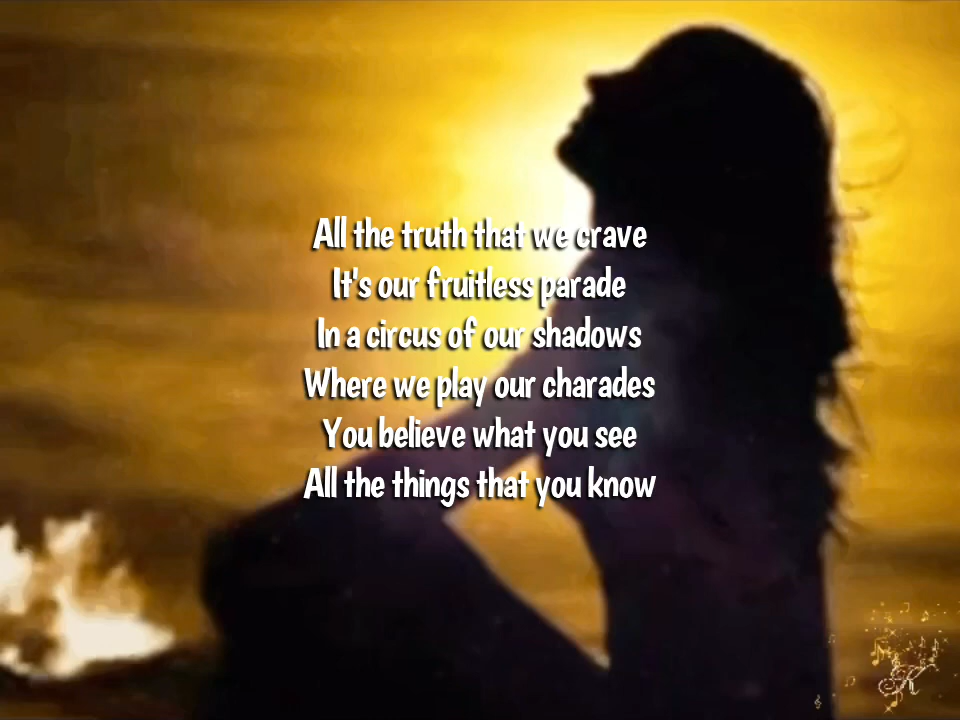 All the truth that we crave
It's our fruitless parade
In a circus of our shadows
Where we play our charades
You believe what you see
All the things that you know